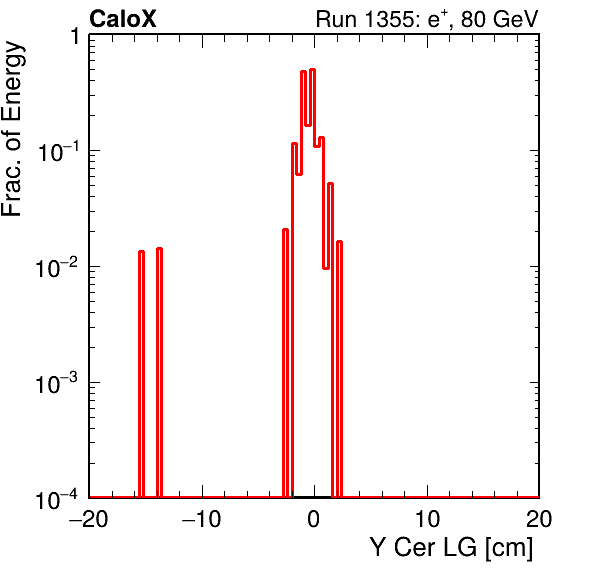 CaloX Run 1355: e⁺, 80 GeV
Frac. of Energy
1
10⁻¹
10⁻²
10⁻³
10⁻⁴
−20 −10 0 10 20
Y Cer LG [cm]